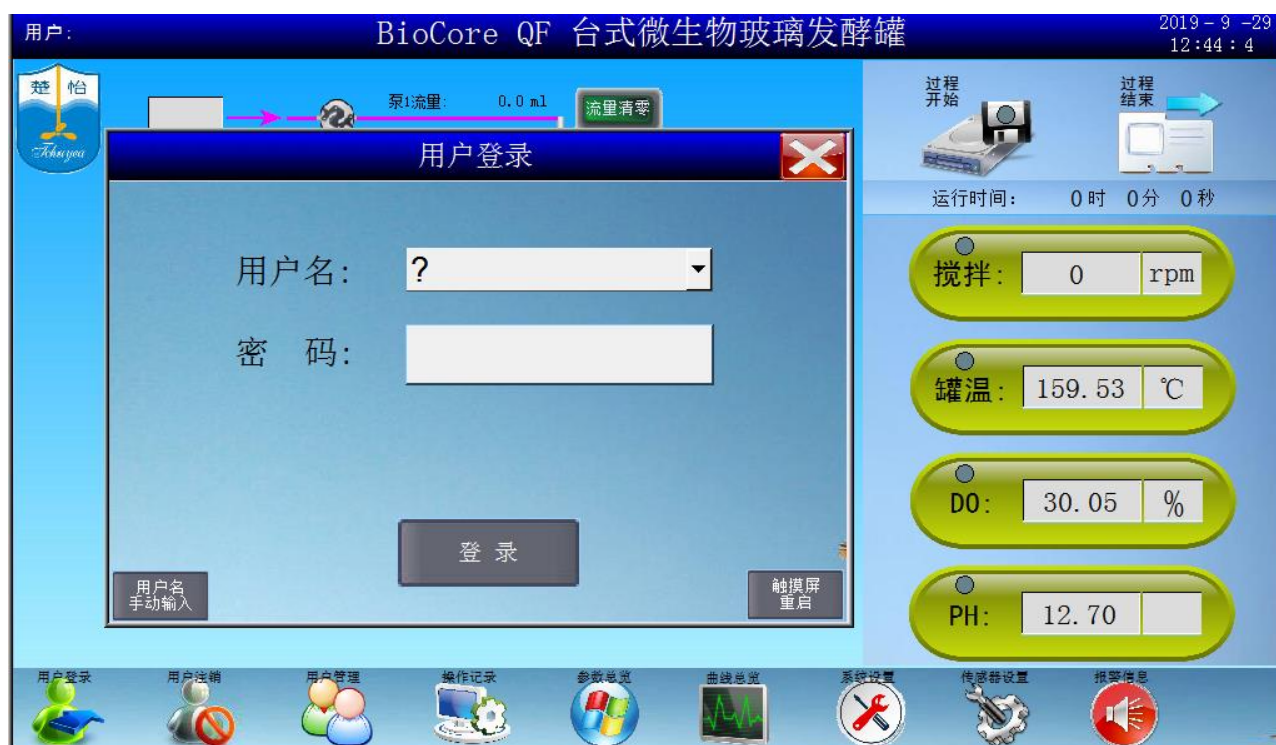 用户:
BioCore QF 台式微生物玻璃发酵罐
2019-9-29
12:44:4
楚 怡
泵1流量: 0.0 ml
流量清零
过程
开始
过程
结束
用户登录
运行时间: 0时 0分 0秒
用户名: ?
密 码:
登 录
用户名
手动输入
触摸屏
重启
搅拌: 0 rpm
罐温: 159.53 ℃
DO: 30.05 %
PH: 12.70
用户登录
用户注销
用户管理
操作记录
参数总览
曲线总览
系统设置
传感器设置
报警信息